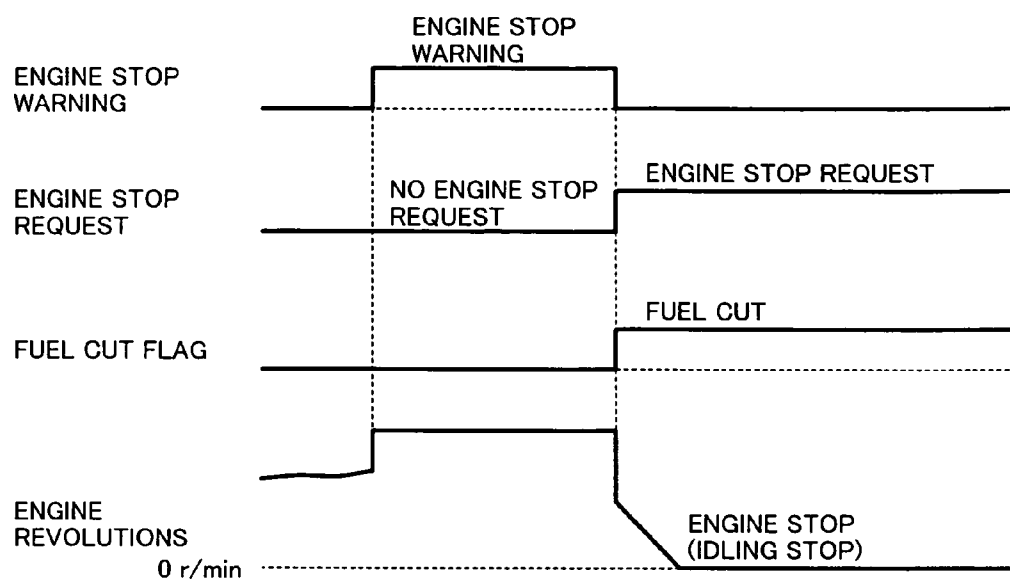 ENGINE STOP
WARNING
ENGINE STOP
WARNING
ENGINE STOP REQUEST
NO ENGINE STOP
REQUEST
ENGINE STOP
REQUEST
FUEL CUT
FUEL CUT FLAG
ENGINE
REVOLUTIONS
ENGINE STOP
(IDLING STOP)
0 r/min